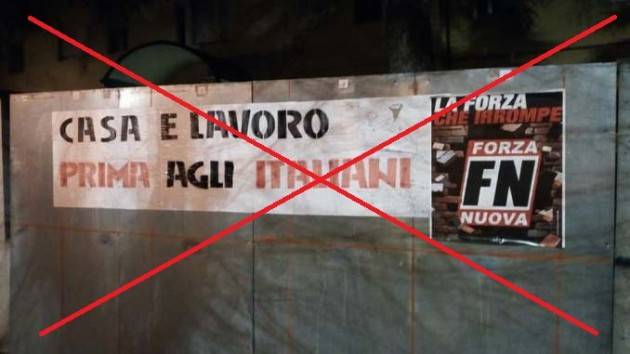 CASA E LAVORO
PRIMA AGLI ITALIANI
LA FORZA
CHE IRROMPE
FORZA
FN
NUOVA